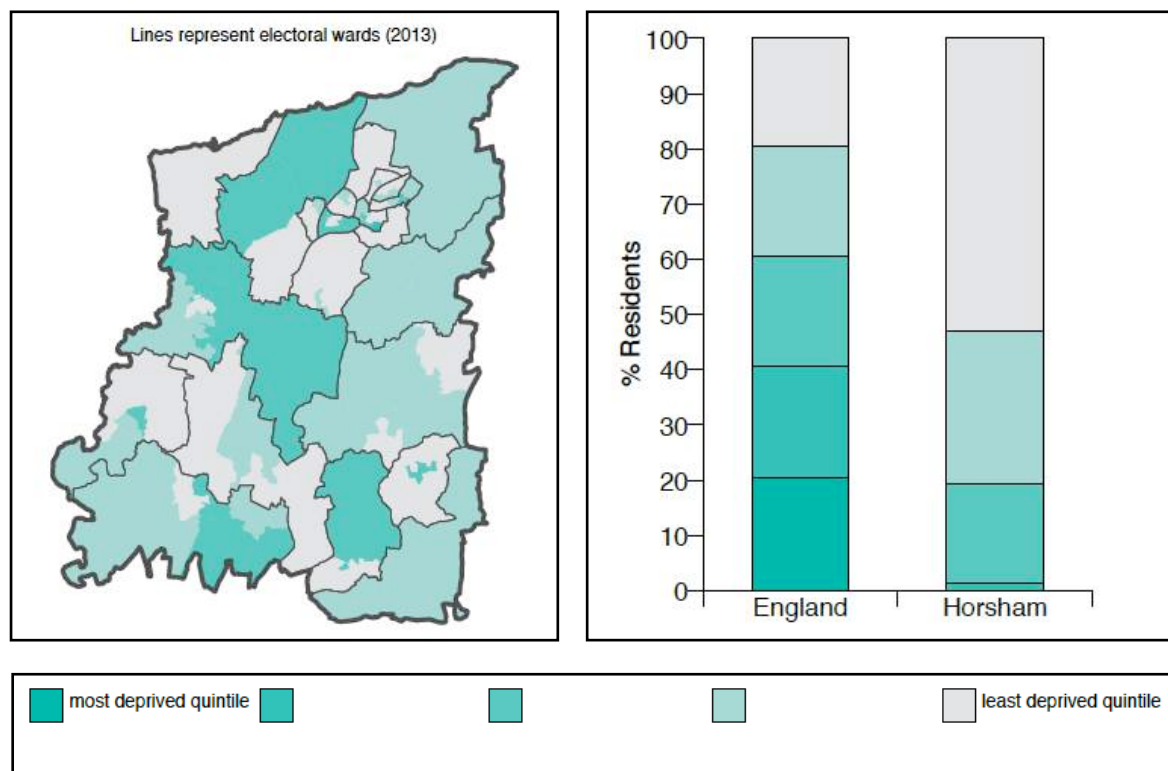 Lines represent electoral wards (2013)
100
90
80
70
60
50
40
30
20
10
0
% Residents
England Horsham
most deprived quintile least deprived quintile